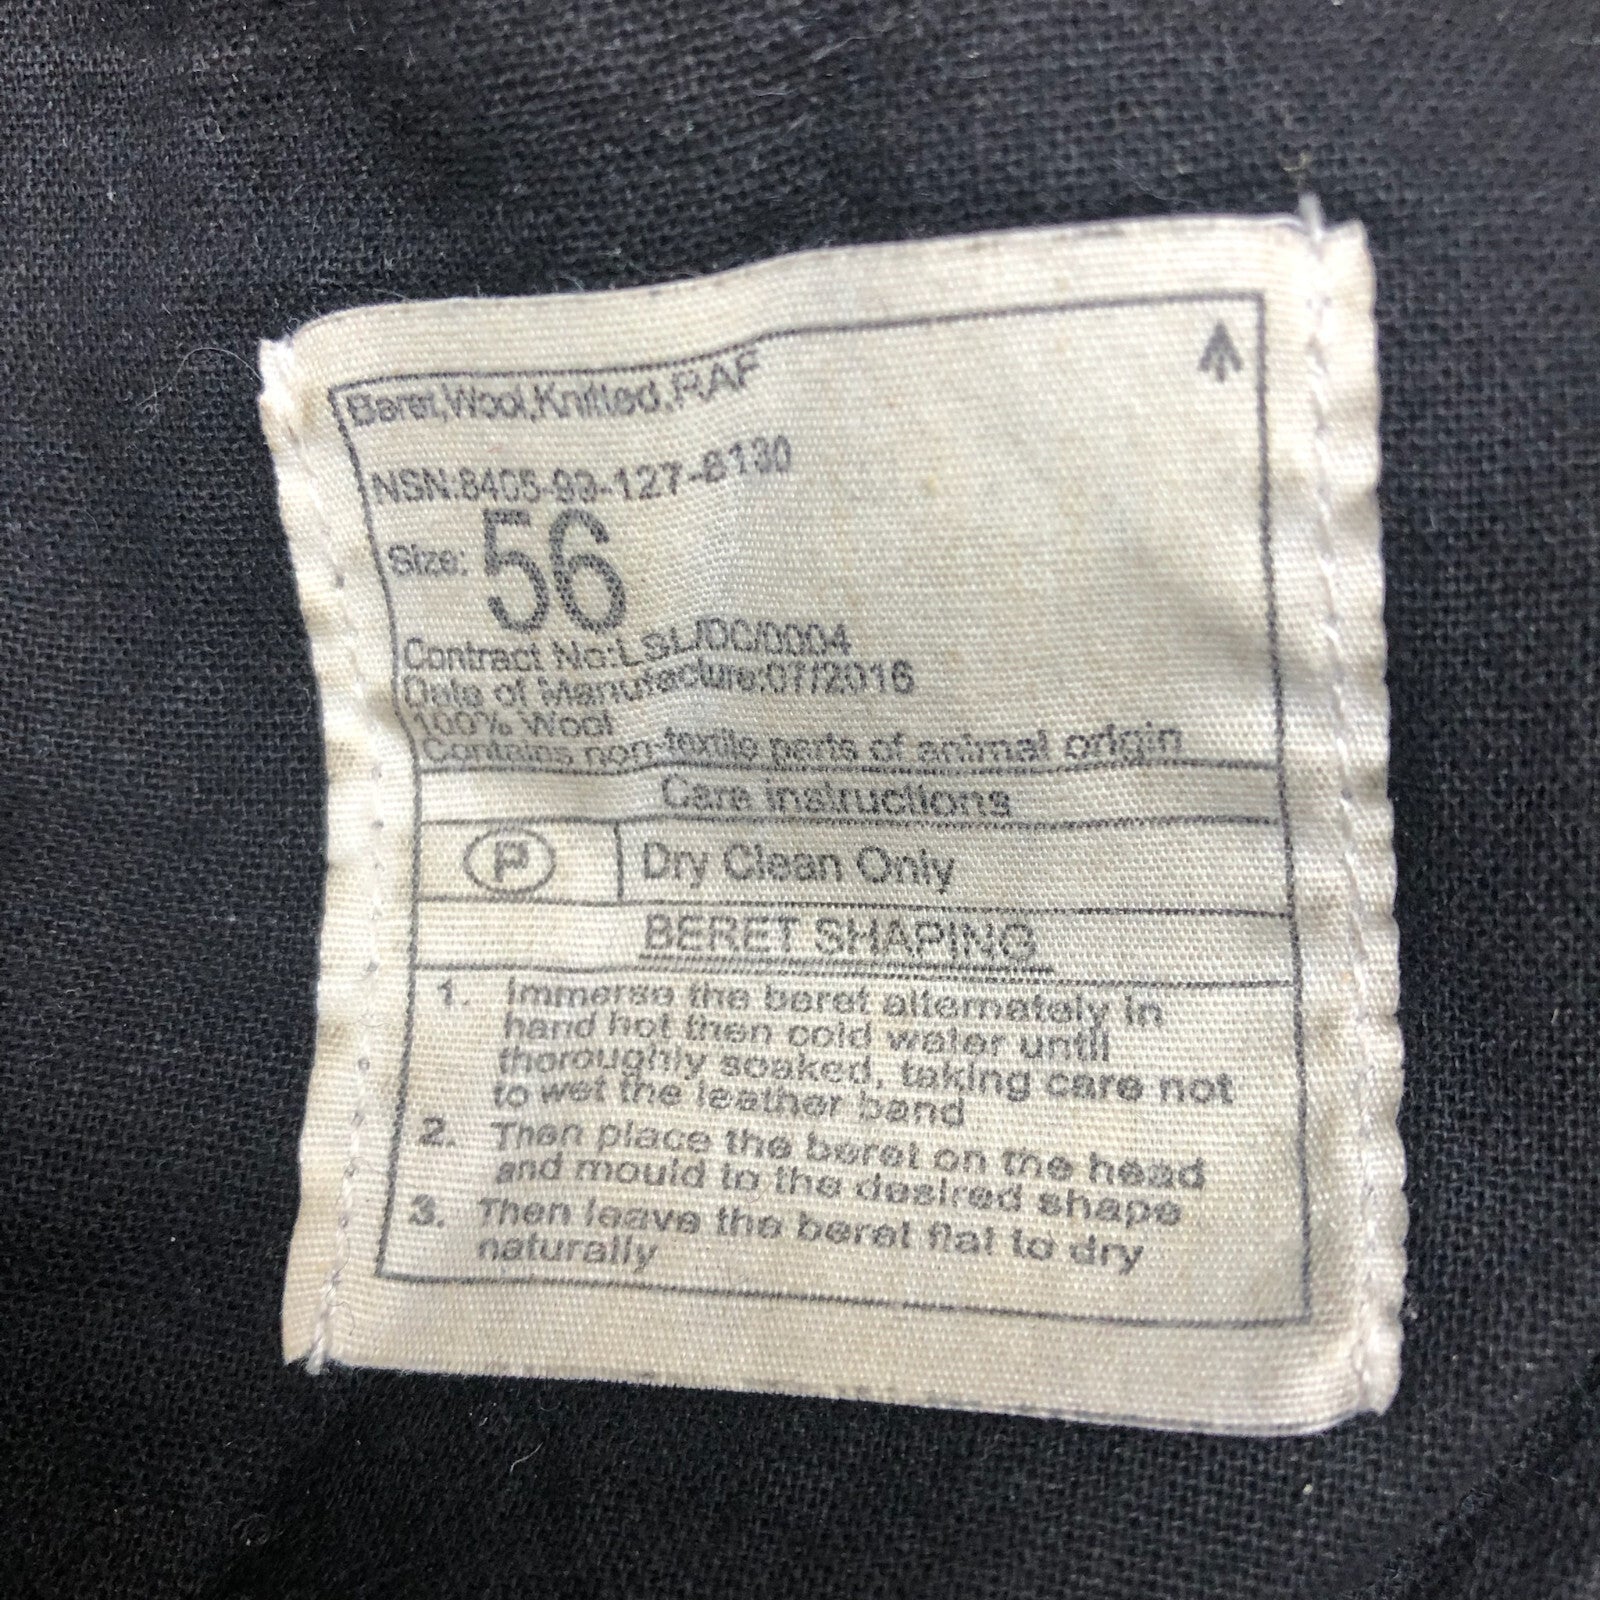 Beret,Wool,Knitted,RAF
NSN:8405-99-127-8130
Size: 56
Contract No:LSL/DC/0004
Date of Manufacture:07/2016
100% Wool
Contains non-textile parts of animal origin
Care instructions
P Dry Clean Only
BERET SHAPING
1. Immerse the beret alternately in
hand hot then cold water until
thoroughly soaked, taking care not
to wet the leather band
2. Then place the beret on the head
and mould to the desired shape
3. Then leave the beret flat to dry
naturally